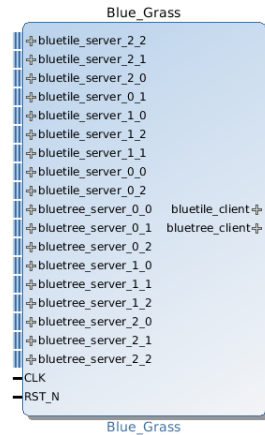 Blue_Grass
bluetile_server_2_2
bluetile_server_2_1
bluetile_server_2_0
bluetile_server_0_1
bluetile_server_1_0
bluetile_server_1_2
bluetile_server_1_1
bluetile_server_0_0
bluetile_server_0_2
bluetree_server_0_0 bluetile_client
bluetree_server_0_1 bluetree_client
bluetree_server_0_2
bluetree_server_1_0
bluetree_server_1_1
bluetree_server_1_2
bluetree_server_2_0
bluetree_server_2_1
bluetree_server_2_2
CLK
RST_N
Blue_Grass